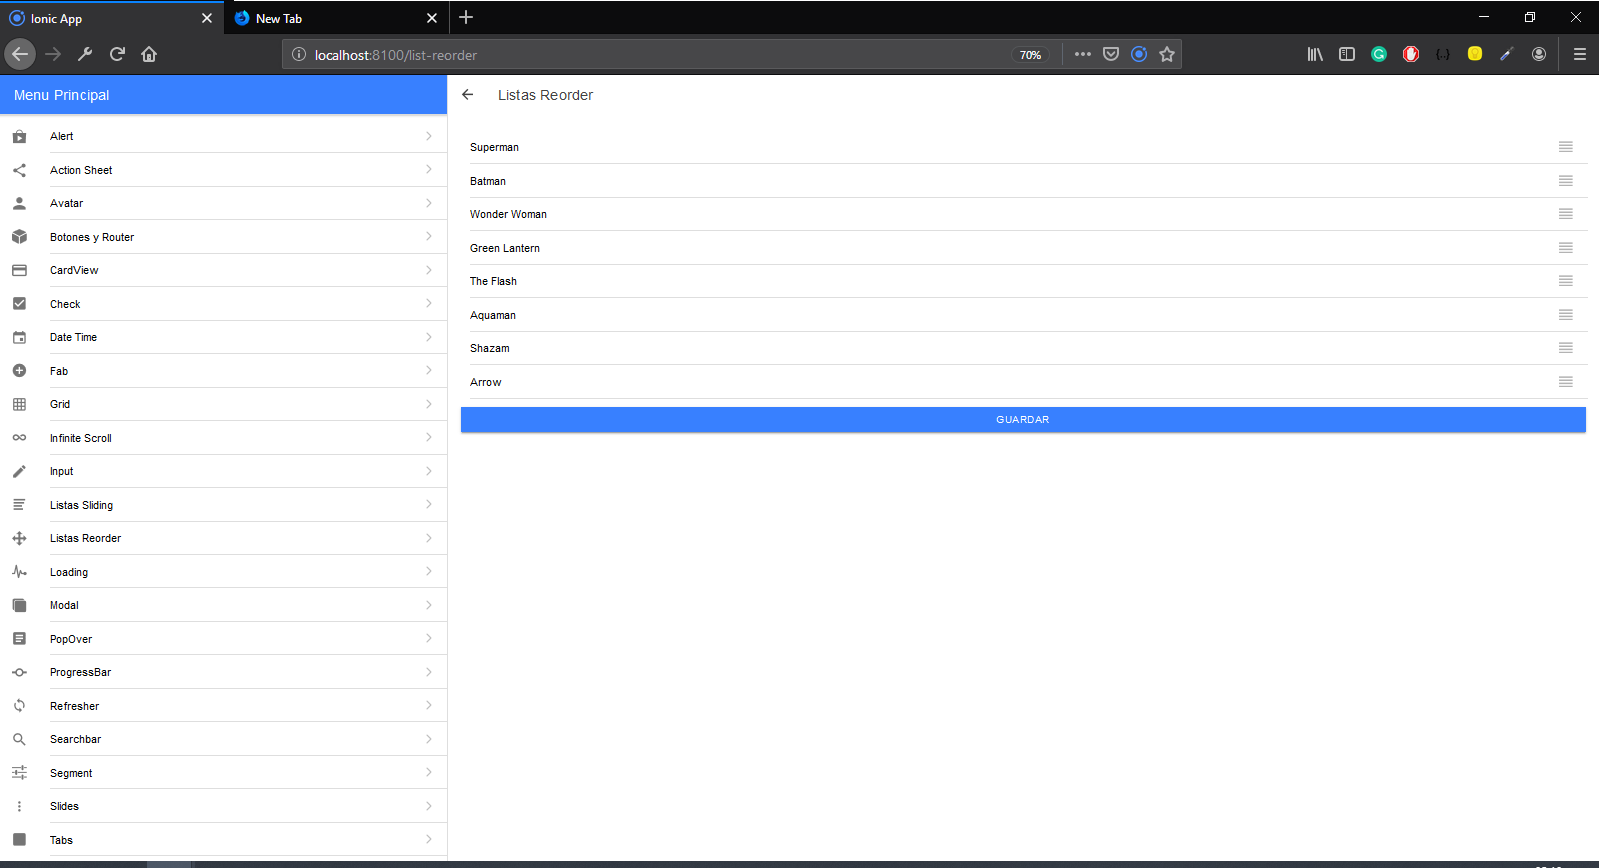 Ionic App
New Tab
localhost:8100/list-reorder
70%
Menu Principal
Alert
Action Sheet
Avatar
Botones y Router
CardView
Check
Date Time
Fab
Grid
Infinite Scroll
Input
Listas Sliding
Listas Reorder
Loading
Modal
PopOver
ProgressBar
Refresher
Searchbar
Segment
Slides
Tabs
Listas Reorder
Superman
Batman
Wonder Woman
Green Lantern
The Flash
Aquaman
Shazam
Arrow
GUARDAR